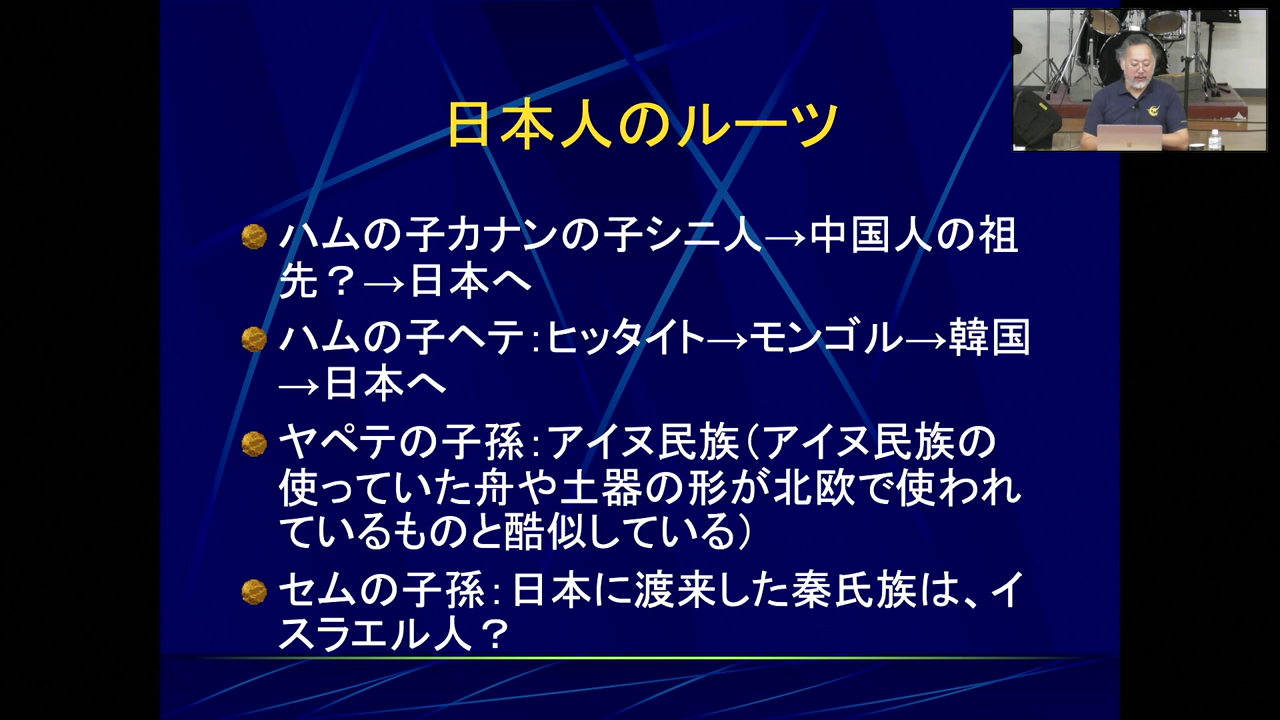 日本人のルーツ
ハムの子カナンの子シニ人→中国人の祖
先？→日本へ
ハムの子ヘテ：ヒッタイト→モンゴル→韓国
→日本へ
ヤペテの子孫：アイヌ民族（アイヌ民族の
使っていた舟や土器の形が北欧で使われ
ているものと酷似している）
セムの子孫：日本に渡来した秦氏族は、イ
スラエル人？